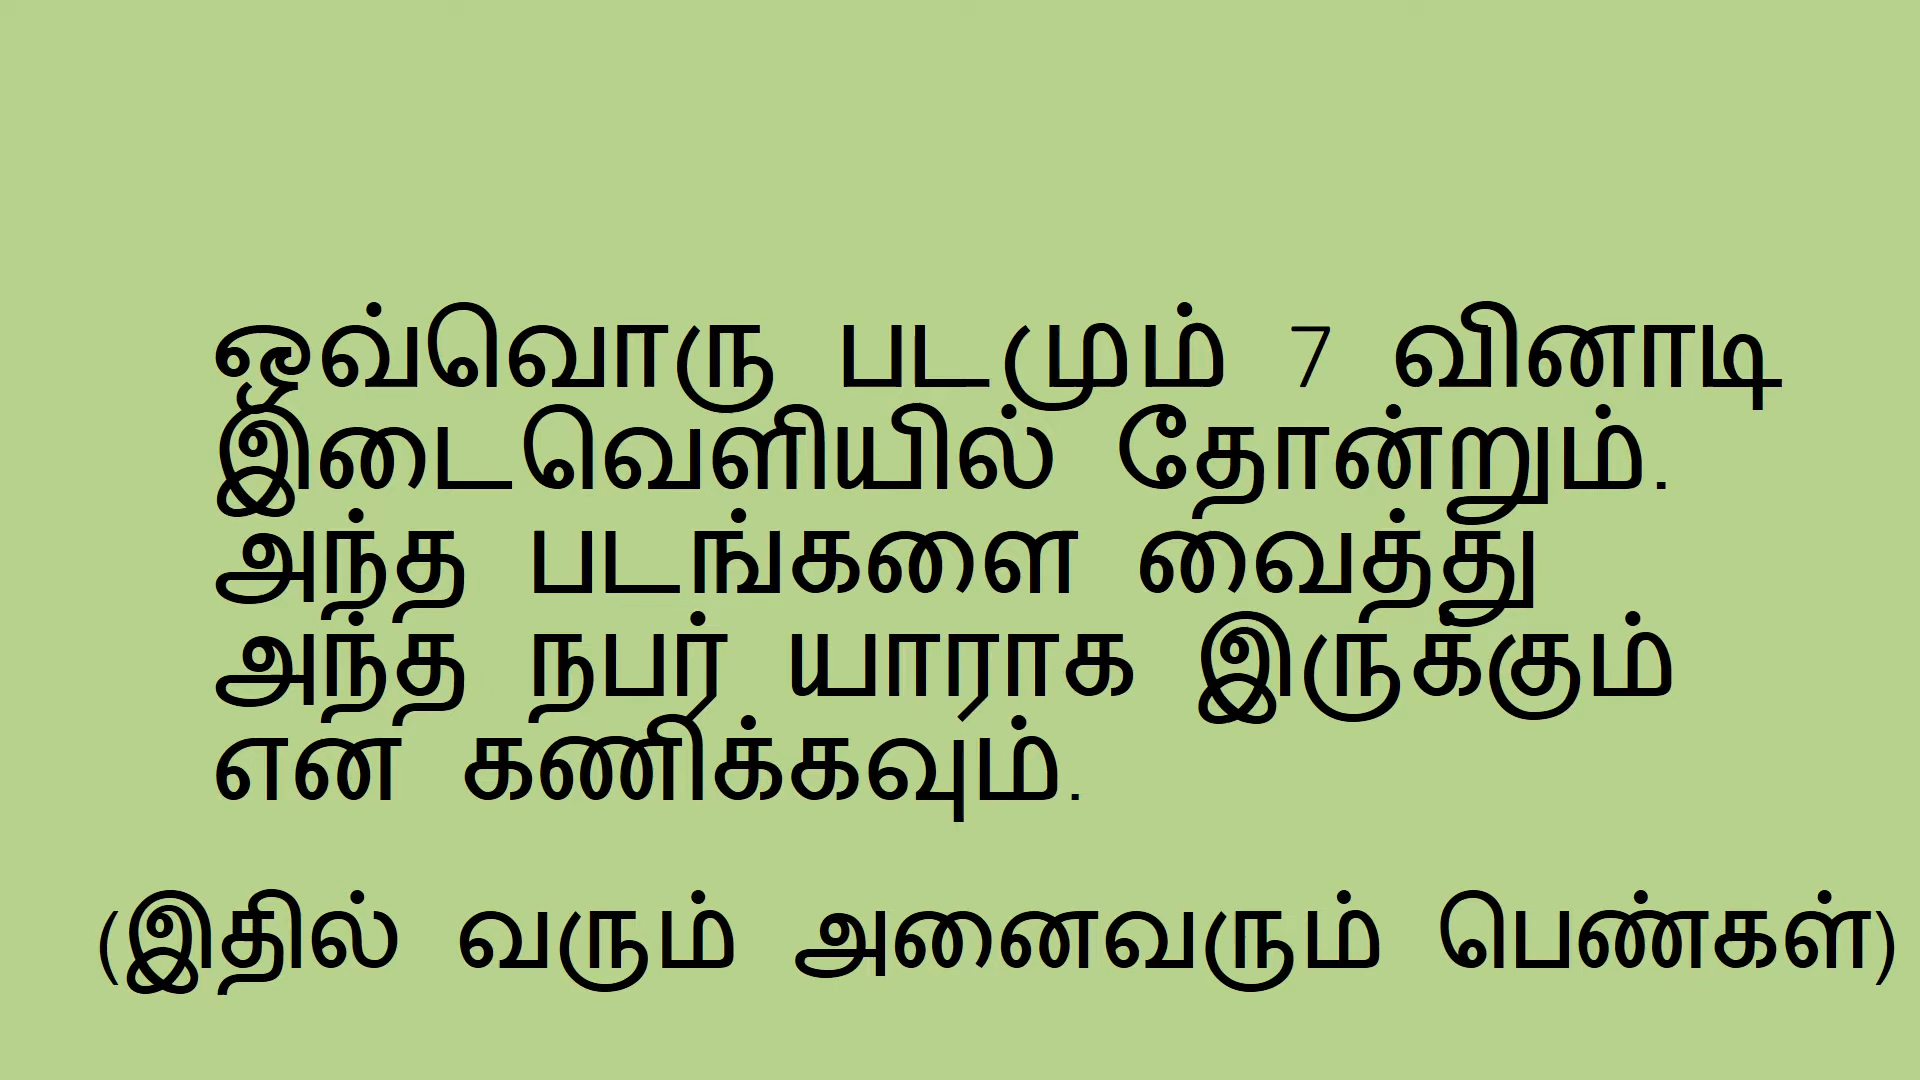 ஒவ்வொரு படமும் 7 வினாடி
இடைவெளியில் தோன்றும்.
அந்த படங்களை வைத்து
அந்த நபர் யாராக இருக்கும்
என கணிக்கவும்.
(இதில் வரும் அனைவரும் பெண்கள்)